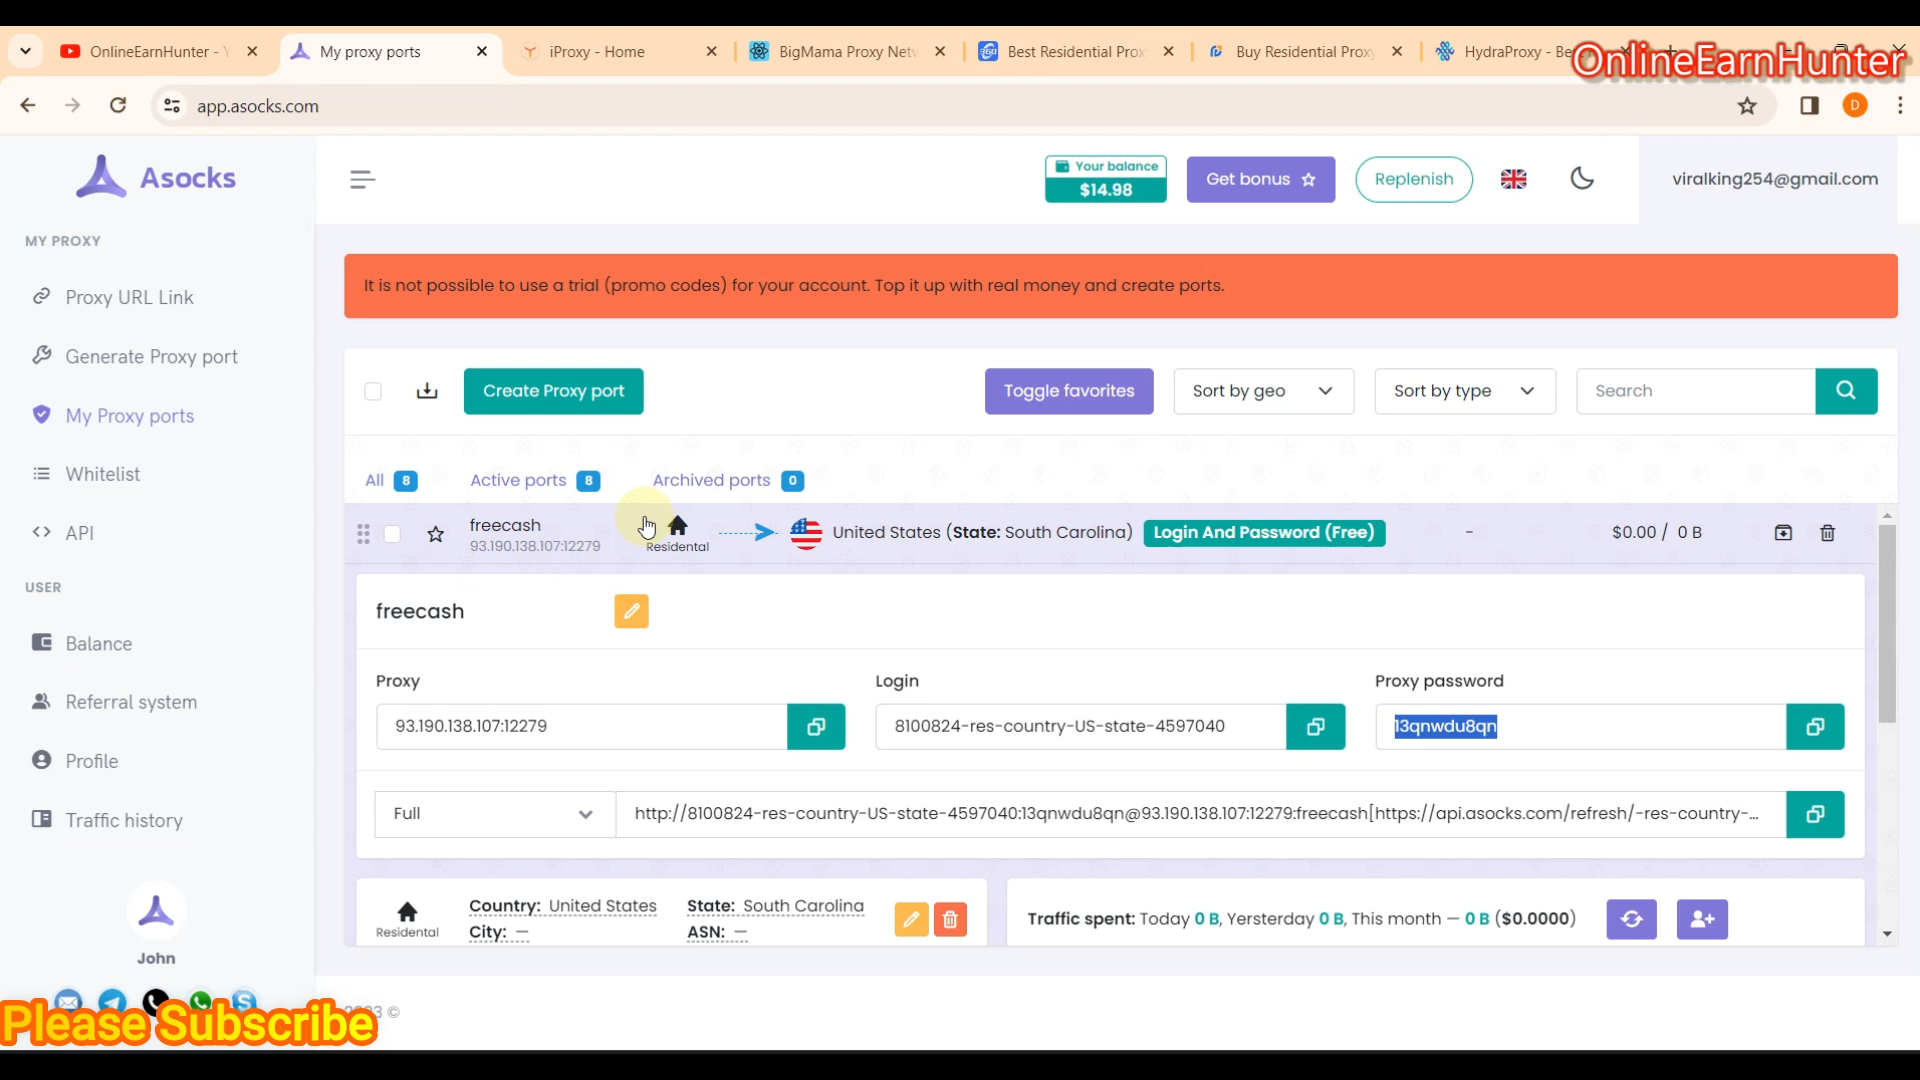 OnlineEarnHunter - Y
My proxy ports
iProxy - Home
BigMama Proxy Netw
Best Residential Prox
Buy Residential Proxy
HydraProxy - Be
OnlineEarnHunter
app.asocks.com
D
Asocks
Your balance
$14.98
Get bonus
Replenish
viralking254@gmail.com
MY PROXY
Proxy URL Link
Generate Proxy port
My Proxy ports
Whitelist
API
USER
Balance
Referral system
Profile
Traffic history
John
It is not possible to use a trial (promo codes) for your account. Top it up with real money and create ports.
Create Proxy port
Toggle favorites
Sort by geo
Sort by type
Search
All 8
Active ports 8
Archived ports 0
freecash
93.190.138.107:12279
Residental
United States (State: South Carolina)
Login And Password (Free)
-
$0.00 / 0 B
freecash
Proxy
Login
Proxy password
93.190.138.107:12279
8100824-res-country-US-state-4597040
13qnwdu8qn
Full
http://8100824-res-country-US-state-4597040:13qnwdu8qn@93.190.138.107:12279:freecash[https://api.asocks.com/refresh/-res-country-...
Residental
Country: United States
State: South Carolina
City: —
ASN: —
Traffic spent: Today 0 B, Yersterday 0 B, This month — 0 B ($0.0000)
Please Subscribe